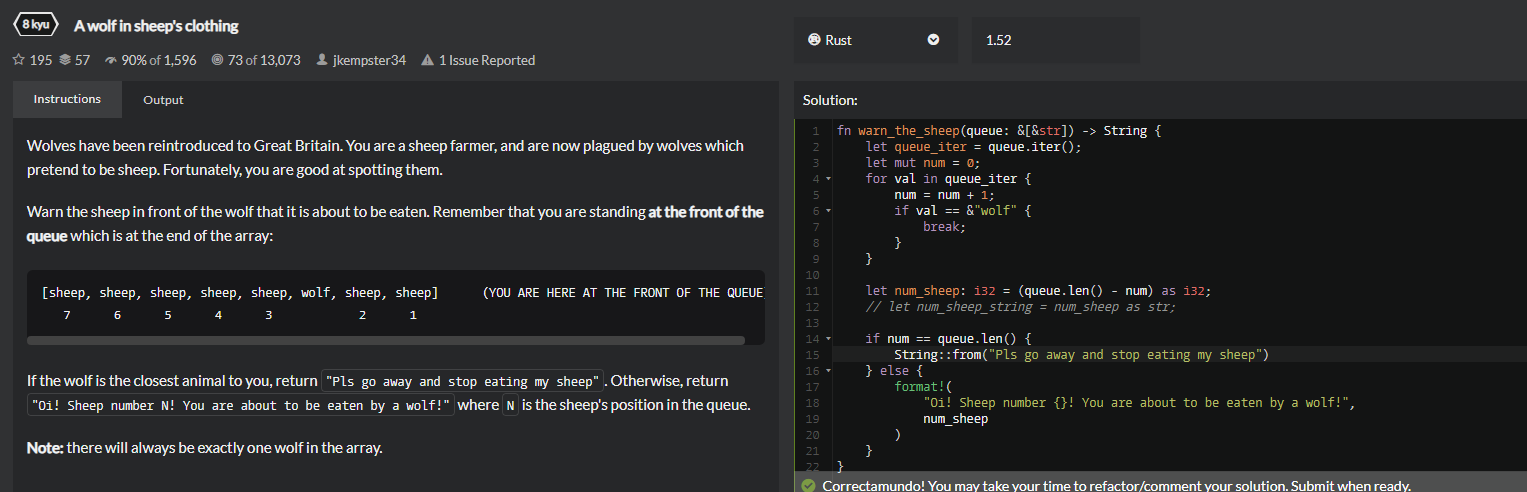 8 kyu A wolf in sheep's clothing
195 57 90% of 1,596 73 of 13,073 jkempster34 1 Issue Reported
Instructions Output
Wolves have been reintroduced to Great Britain. You are a sheep farmer, and are now plagued by wolves which
pretend to be sheep. Fortunately, you are good at spotting them.
Warn the sheep in front of the wolf that it is about to be eaten. Remember that you are standing at the front of the
queue which is at the end of the array:
[sheep, sheep, sheep, sheep, sheep, wolf, sheep, sheep] (YOU ARE HERE AT THE FRONT OF THE QUEUE
7 6 5 4 3 2 1
If the wolf is the closest animal to you, return "Pls go away and stop eating my sheep". Otherwise, return
"Oi! Sheep number N! You are about to be eaten by a wolf!" where N is the sheep's position in the queue.
Note: there will always be exactly one wolf in the array.
Rust 1.52
Solution:
1 fn warn_the_sheep(queue: &[&str]) -> String {
2 let queue_iter = queue.iter();
3 let mut num = 0;
4 for val in queue_iter {
5 num = num + 1;
6 if val == &"wolf" {
7 break;
8 }
9 }
10
11 let num_sheep: i32 = (queue.len() - num) as i32;
12 // let num_sheep_string = num_sheep as str;
13
14 if num == queue.len() {
15 String::from("Pls go away and stop eating my sheep")
16 } else {
17 format!(
18 "Oi! Sheep number {}! You are about to be eaten by a wolf!",
19 num_sheep
20 )
21 }
22 }
Correctamundo! You may take your time to refactor/comment your solution. Submit when ready.